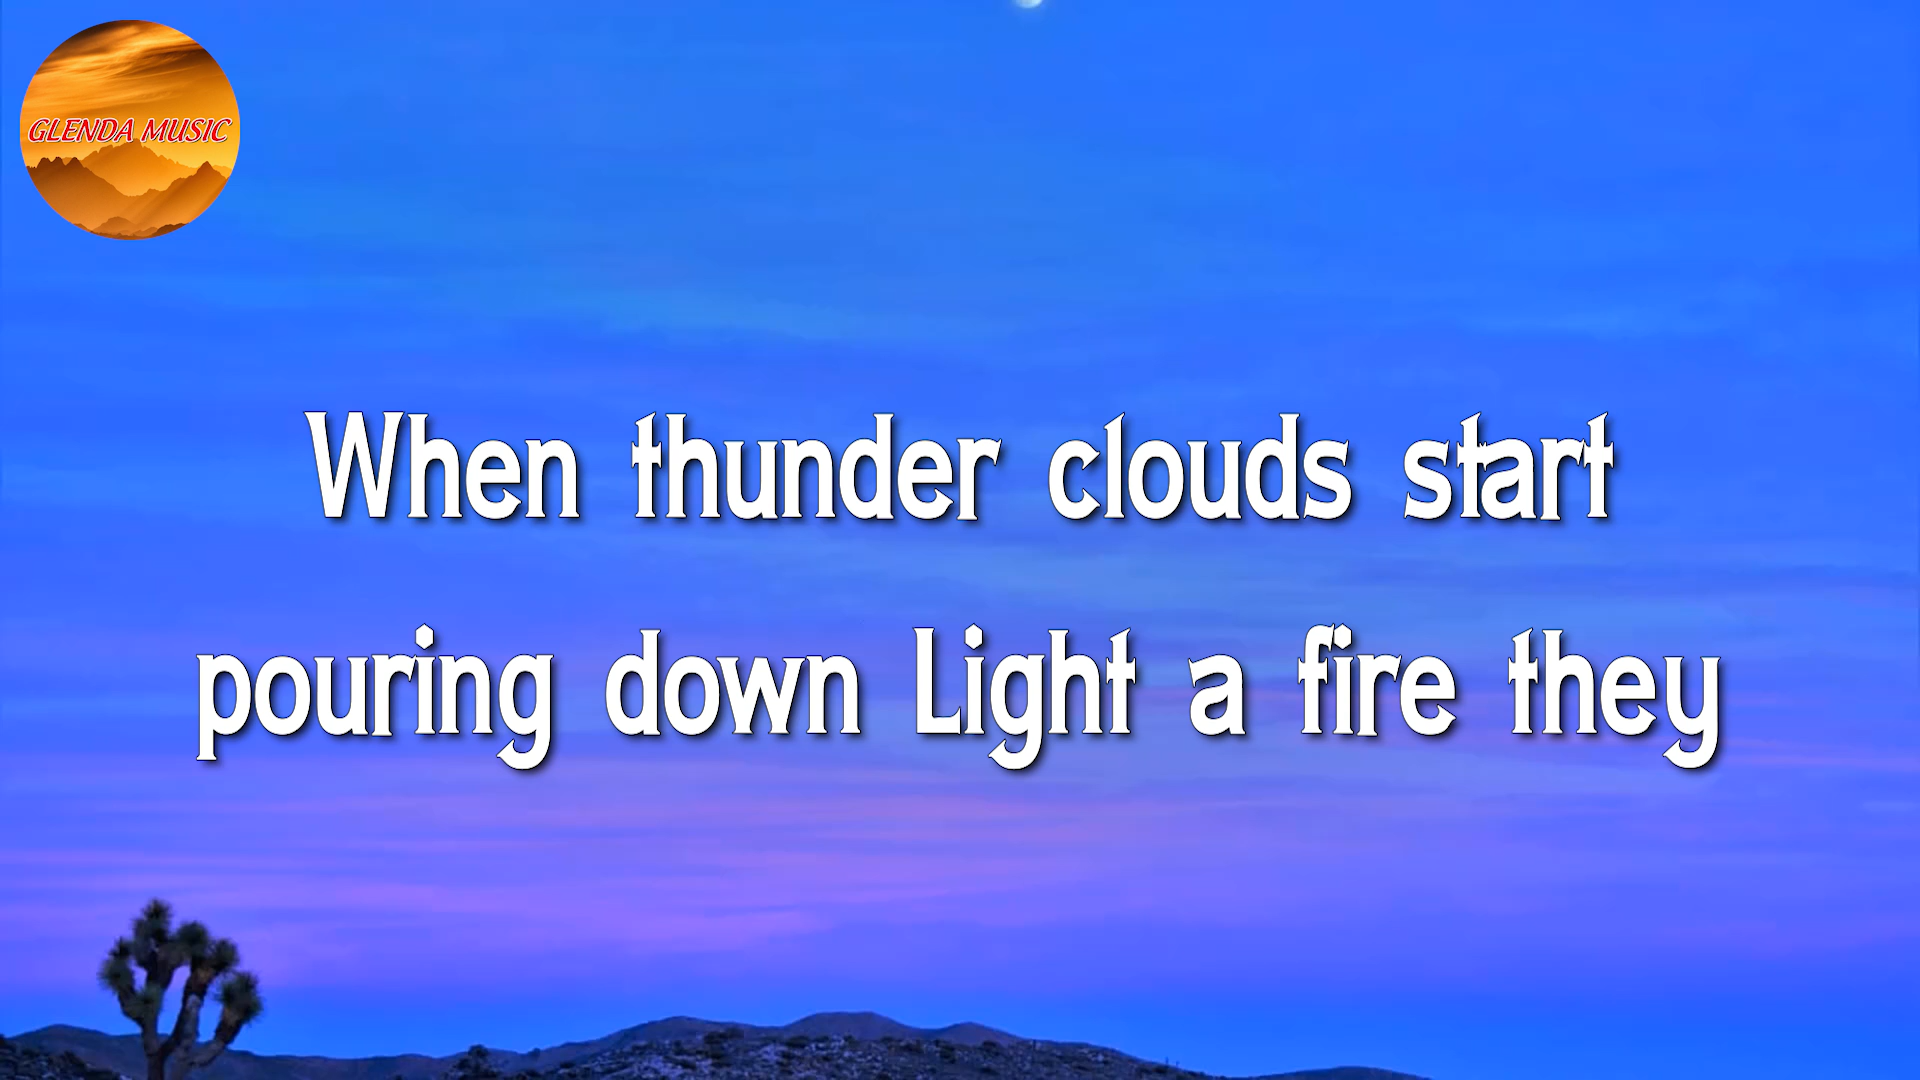 GLENDA MUSIC
When thunder clouds start
pouring down Light a fire they